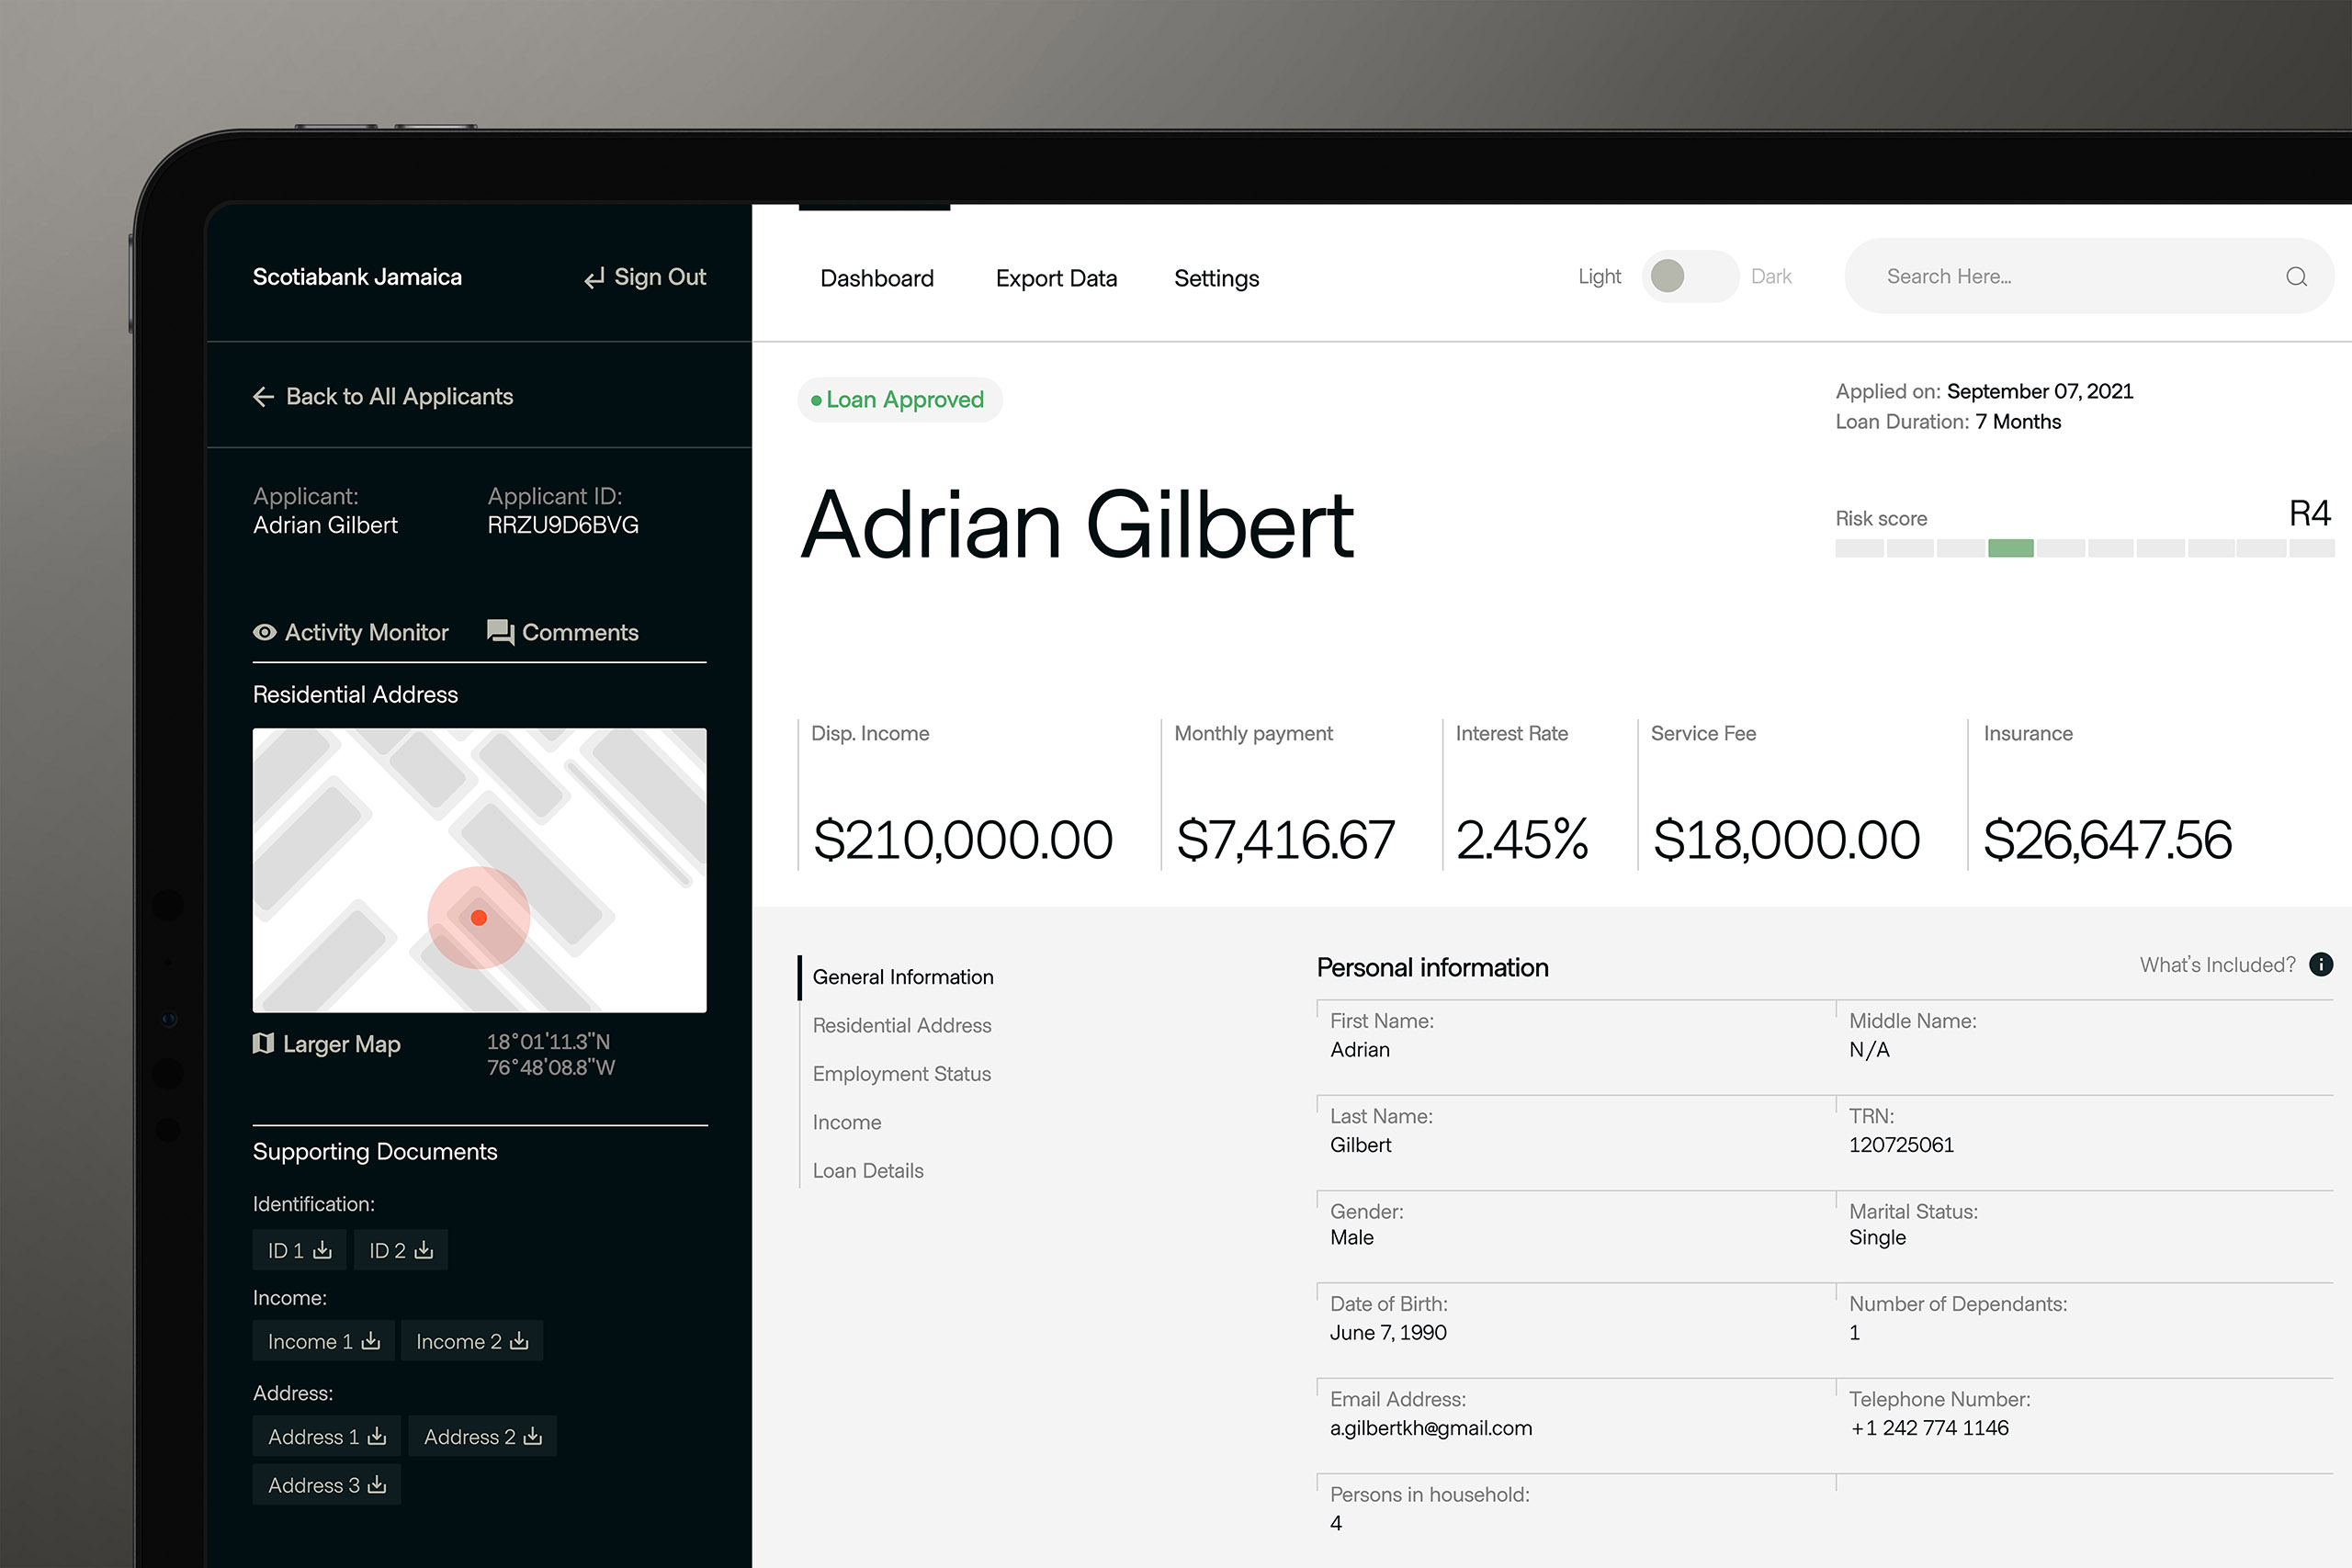 Scotiabank Jamaica
Sign Out
Dashboard
Export Data
Settings
Light
Dark
Search Here...
Back to All Applicants
Applicant:
Adrian Gilbert
Applicant ID:
RRZU9D6BVG
Activity Monitor
Comments
Residential Address
Larger Map
18°01'11.3"N
76°48'08.8"W
Supporting Documents
Identification:
ID 1
ID 2
Income:
Income 1
Income 2
Address:
Address 1
Address 2
Address 3
Loan Approved
Applied on: September 07, 2021
Loan Duration: 7 Months
Adrian Gilbert
Risk score
R4
Disp. Income
$210,000.00
Monthly payment
$7,416.67
Interest Rate
2.45%
Service Fee
$18,000.00
Insurance
$26,647.56
General Information
Residential Address
Employment Status
Income
Loan Details
Personal information
What's Included?
First Name:
Adrian
Middle Name:
N/A
Last Name:
Gilbert
TRN:
120725061
Gender:
Male
Marital Status:
Single
Date of Birth:
June 7, 1990
Number of Dependants:
1
Email Address:
a.gilbertkh@gmail.com
Telephone Number:
+1 242 774 1146
Persons in household:
4